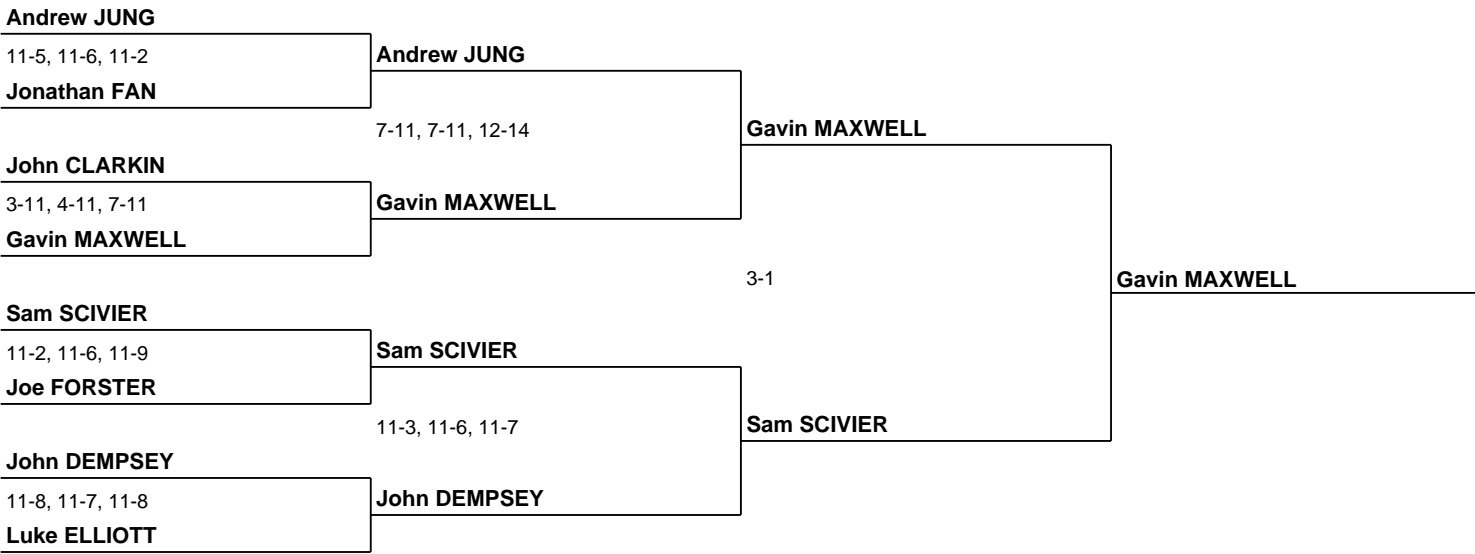 Andrew JUNG
11-5, 11-6, 11-2
Andrew JUNG
Jonathan FAN
7-11, 7-11, 12-14
Gavin MAXWELL
John CLARKIN
3-11, 4-11, 7-11
Gavin MAXWELL
Gavin MAXWELL
3-1
Gavin MAXWELL
Sam SCIVIER
11-2, 11-6, 11-9
Sam SCIVIER
Joe FORSTER
11-3, 11-6, 11-7
Sam SCIVIER
John DEMPSEY
11-8, 11-7, 11-8
John DEMPSEY
Luke ELLIOTT